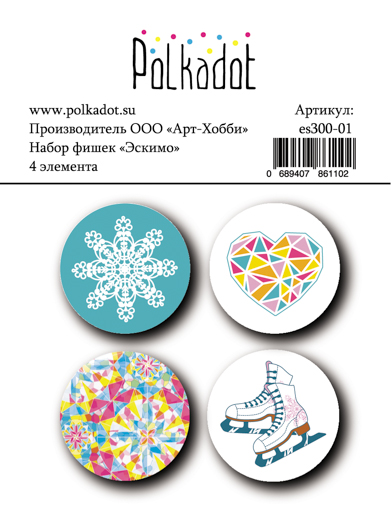 Polkadot
www.polkadot.su
Производитель ООО «Арт-Хобби»
Набор фишек «Эскимо»
4 элемента
Артикул:
es300-01
0 689407 861102